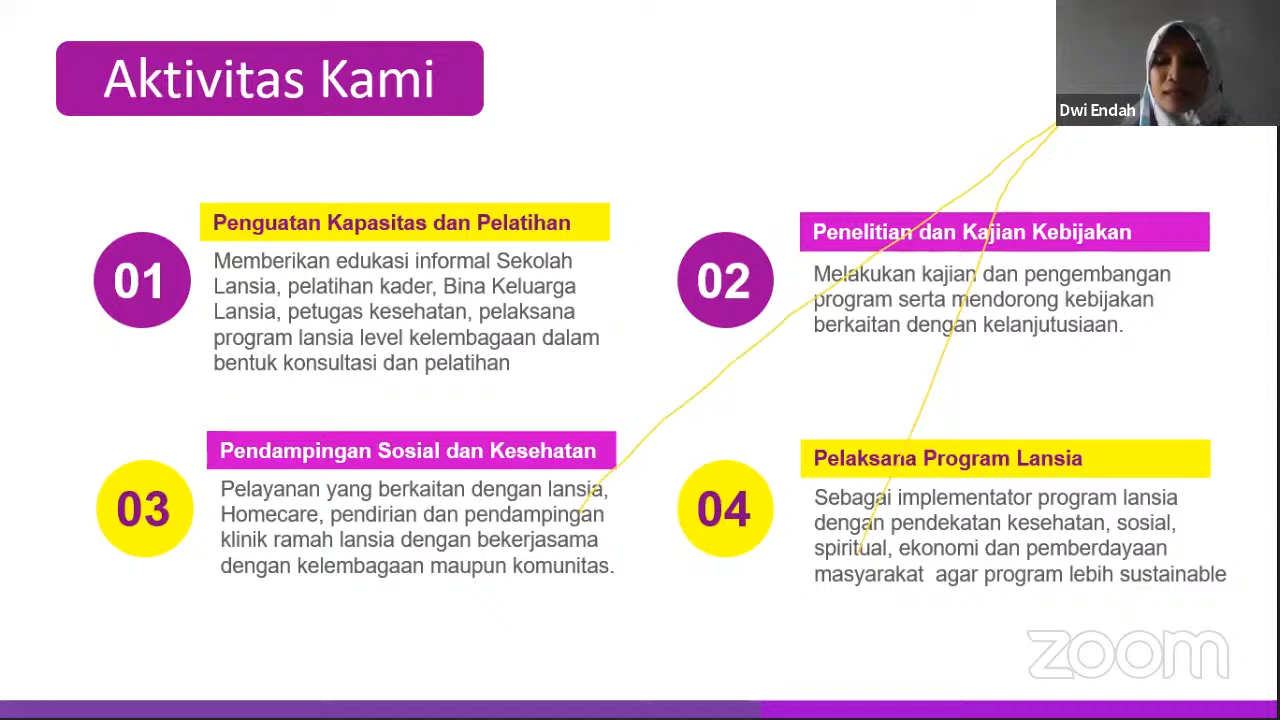 Aktivitas Kami
Dwi Endah
01
Penguatan Kapasitas dan Pelatihan
Memberikan edukasi informal Sekolah
Lansia, pelatihan kader, Bina Keluarga
Lansia, petugas kesehatan, pelaksana
program lansia level kelembagaan dalam
bentuk konsultasi dan pelatihan
02
Penelitian dan Kajian Kebijakan
Melakukan kajian dan pengembangan
program serta mendorong kebijakan
berkaitan dengan kelanjutusiaan.
03
Pendampingan Sosial dan Kesehatan
Pelayanan yang berkaitan dengan lansia,
Homecare, pendirian dan pendampingan
klinik ramah lansia dengan bekerjasama
dengan kelembagaan maupun komunitas.
04
Pelaksana Program Lansia
Sebagai implementator program lansia
dengan pendekatan kesehatan, sosial,
spiritual, ekonomi dan pemberdayaan
masyarakat agar program lebih sustainable
zoom